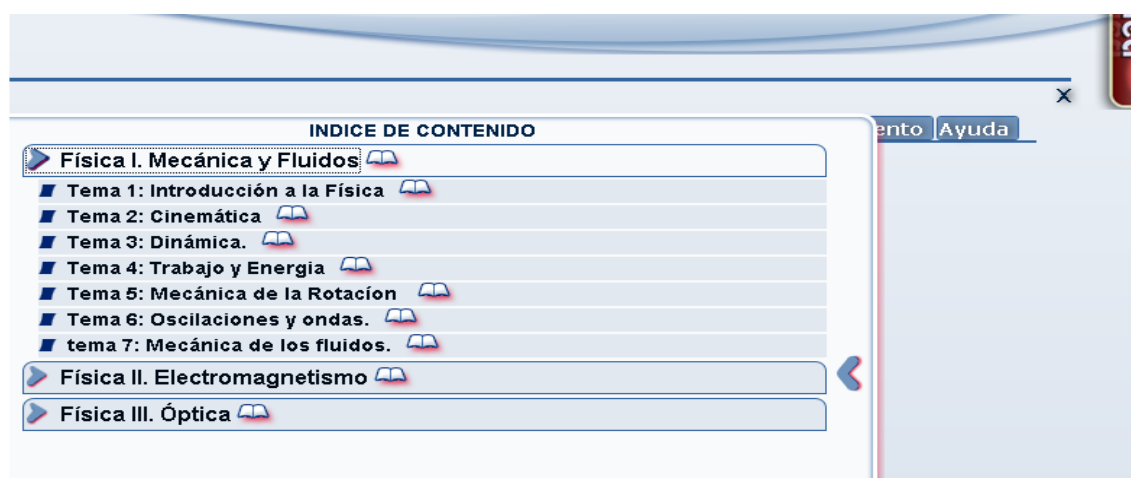 INDICE DE CONTENIDO
ento Ayuda
Física I. Mecánica y Fluidos
Tema 1: Introducción a la Física
Tema 2: Cinemática
Tema 3: Dinámica.
Tema 4: Trabajo y Energia
Tema 5: Mecánica de la Rotacíon
Tema 6: Oscilaciones y ondas.
tema 7: Mecánica de los fluidos.
Física II. Electromagnetismo
Física III. Óptica